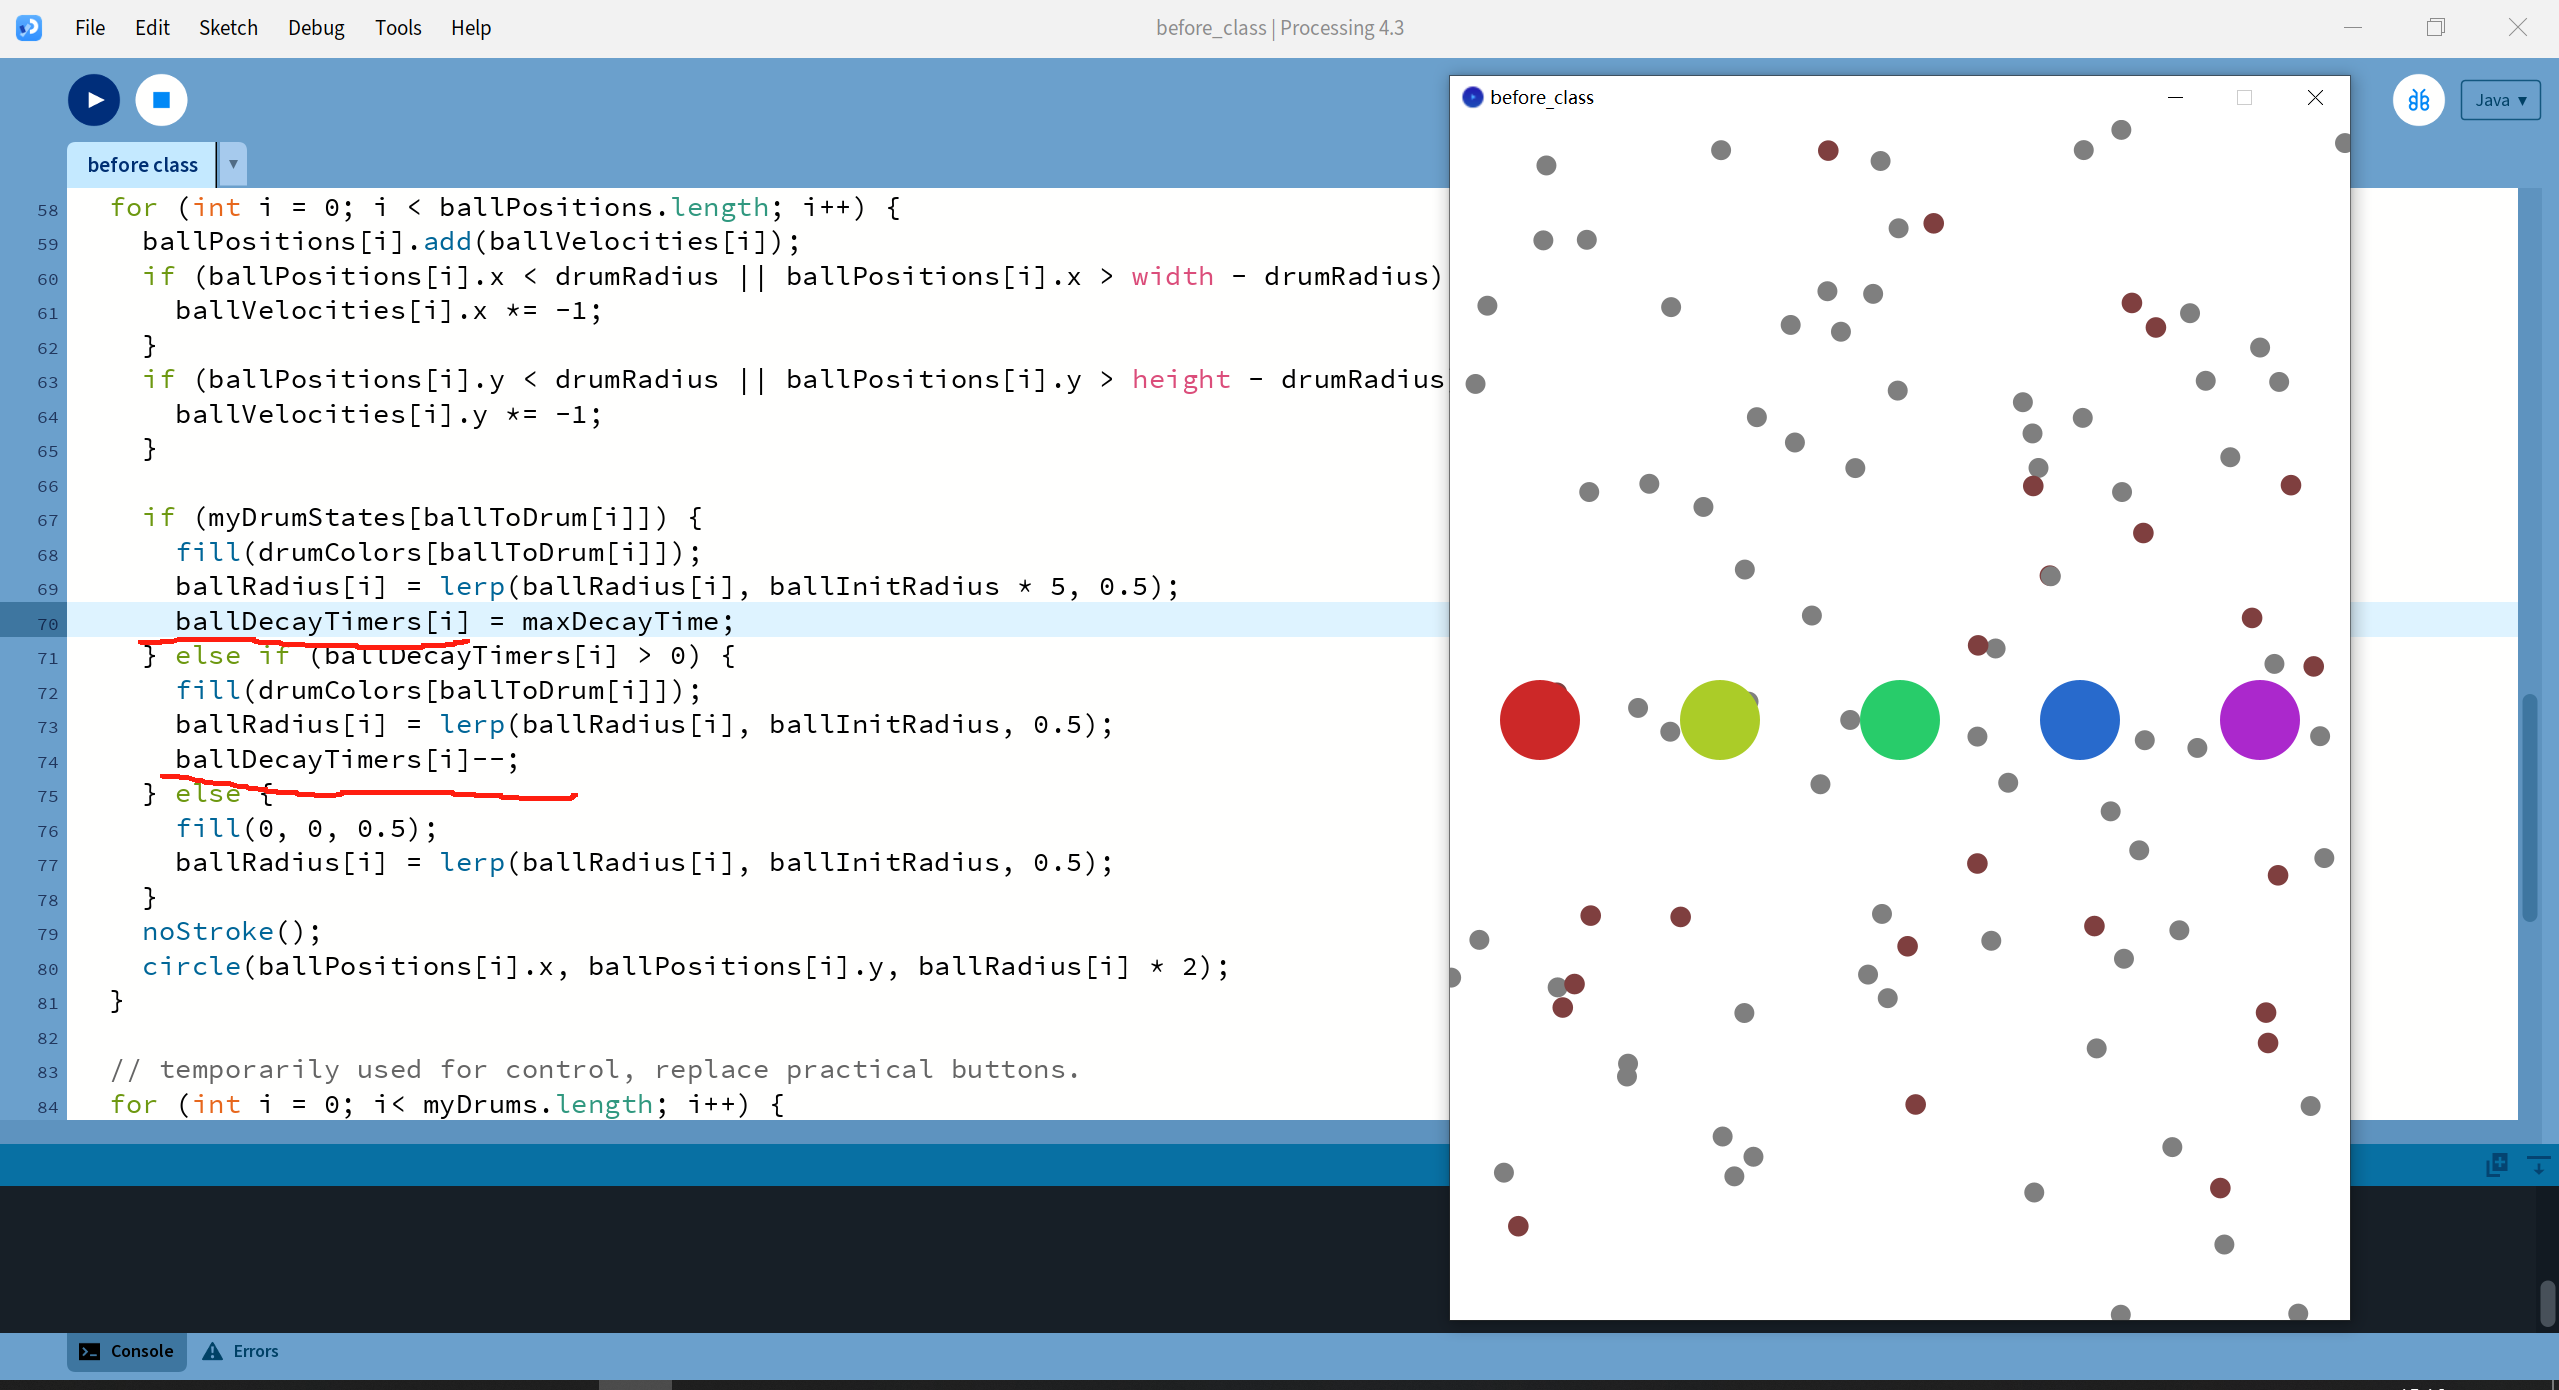 File Edit Sketch Debug Tools Help
before_class | Processing 4.3
before_class
Java
before class
58 for (int i = 0; i < ballPositions.length; i++) {
59 ballPositions[i].add(ballVelocities[i]);
60 if (ballPositions[i].x < drumRadius || ballPositions[i].x > width - drumRadius)
61 ballVelocities[i].x *= -1;
62 }
63 if (ballPositions[i].y < drumRadius || ballPositions[i].y > height - drumRadius
64 ballVelocities[i].y *= -1;
65 }
66
67 if (myDrumStates[ballToDrum[i]]) {
68 fill(drumColors[ballToDrum[i]]);
69 ballRadius[i] = lerp(ballRadius[i], ballInitRadius * 5, 0.5);
70 ballDecayTimers[i] = maxDecayTime;
71 } else if (ballDecayTimers[i] > 0) {
72 fill(drumColors[ballToDrum[i]]);
73 ballRadius[i] = lerp(ballRadius[i], ballInitRadius, 0.5);
74 ballDecayTimers[i]--;
75 } else {
76 fill(0, 0, 0.5);
77 ballRadius[i] = lerp(ballRadius[i], ballInitRadius, 0.5);
78 }
79 noStroke();
80 circle(ballPositions[i].x, ballPositions[i].y, ballRadius[i] * 2);
81 }
82
83 // temporarily used for control, replace practical buttons.
84 for (int i = 0; i< myDrums.length; i++) {
Console Errors